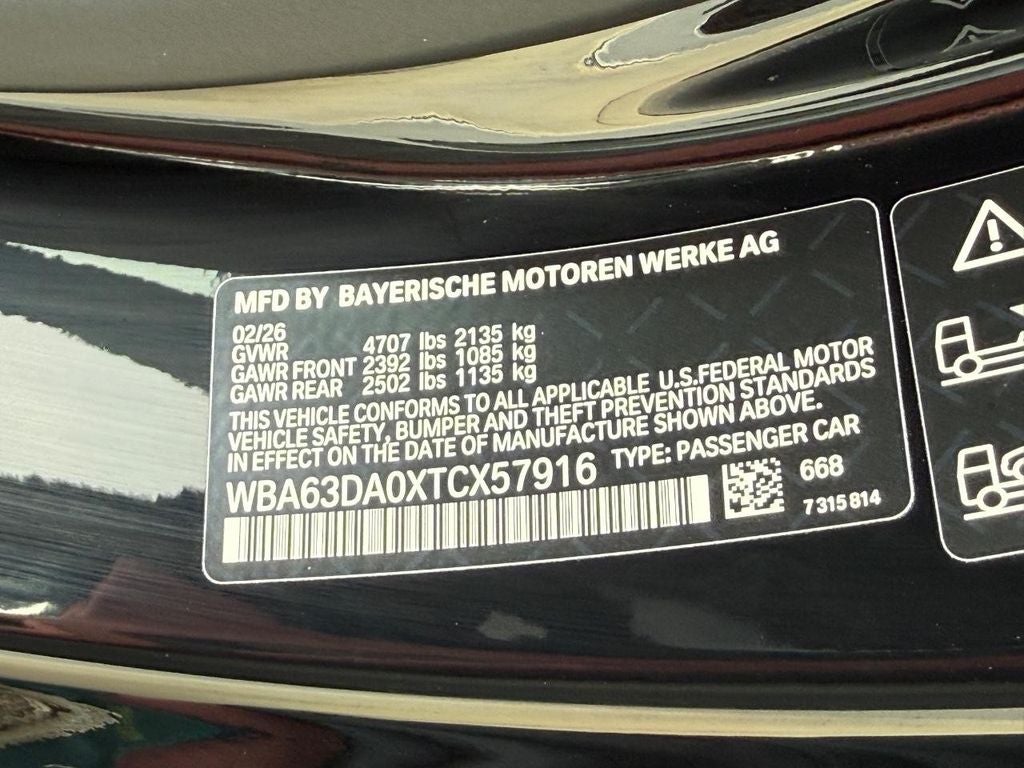 MFD BY BAYERISCHE MOTOREN WERKE AG
02/26
GVWR 4707 lbs 2135 kg
GAWR FRONT 2392 lbs 1085 kg
GAWR REAR 2502 lbs 1135 kg
THIS VEHICLE CONFORMS TO ALL APPLICABLE U.S.FEDERAL MOTOR
VEHICLE SAFETY, BUMPER AND THEFT PREVENTION STANDARDS
IN EFFECT ON THE DATE OF MANUFACTURE SHOWN ABOVE.
WBA63DA0XTCX57916 TYPE: PASSENGER CAR
668
7 315 814